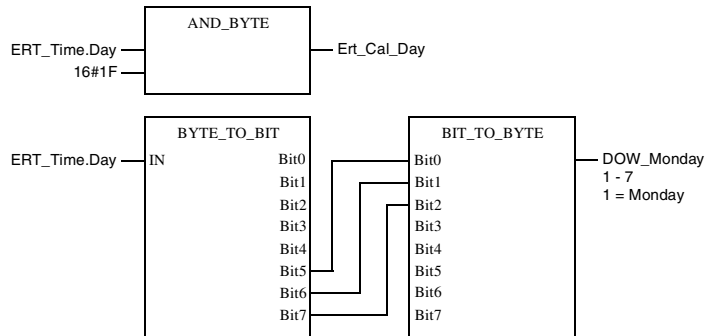 AND_BYTE
ERT_Time.Day
Ert_Cal_Day
16#1F
BYTE_TO_BIT
BIT_TO_BYTE
ERT_Time.Day
IN
Bit0
Bit0
DOW_Monday
Bit1
Bit1
1 - 7
Bit2
Bit2
1 = Monday
Bit3
Bit3
Bit4
Bit4
Bit5
Bit5
Bit6
Bit6
Bit7
Bit7